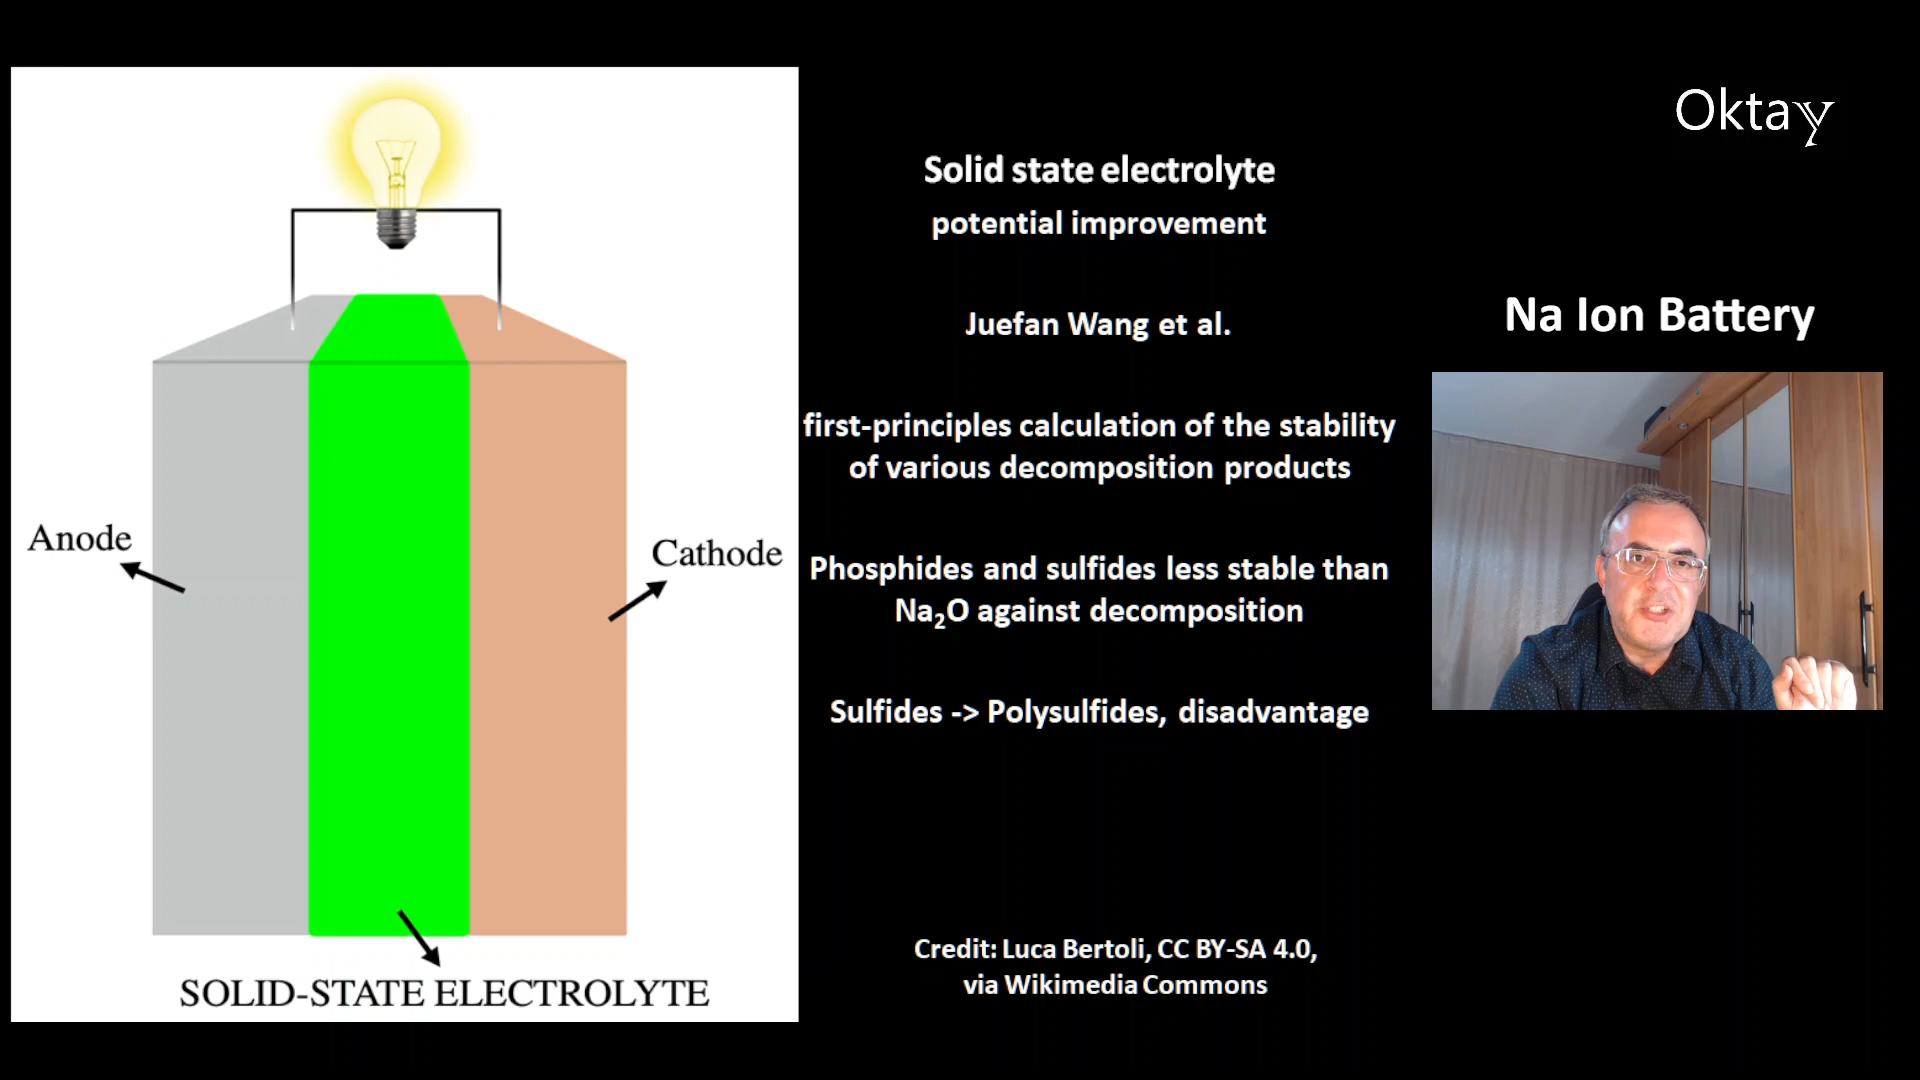 Oktay
Solid state electrolyte
potential improvement
Juefan Wang et al.
first-principles calculation of the stability
of various decomposition products
Phosphides and sulfides less stable than
Na₂O against decomposition
Sulfides -> Polysulfides, disadvantage
Credit: Luca Bertoli, CC BY-SA 4.0,
via Wikimedia Commons
Na Ion Battery
Anode
Cathode
SOLID-STATE ELECTROLYTE